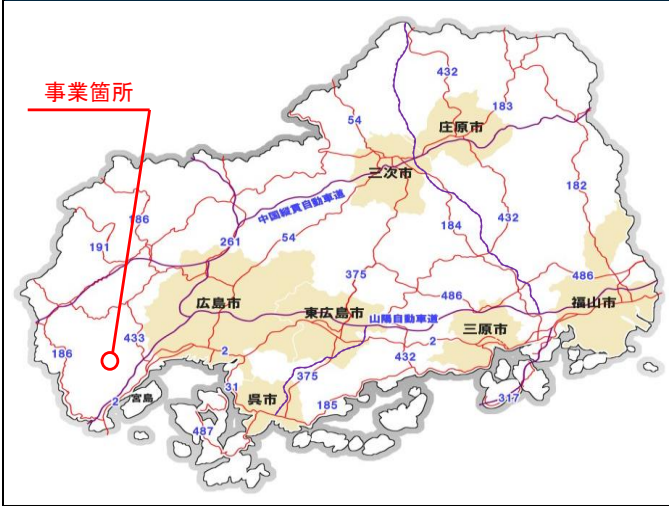 事業箇所
432
183
54
庄原市
三次市
182
中国縦貫自動車道
186
191
261
54
184
432
375
486
486
広島市
東広島市
山陽自動車道
三原市
福山市
433
186
2
2
432
2
宮島
31
375
呉市
185
317
487